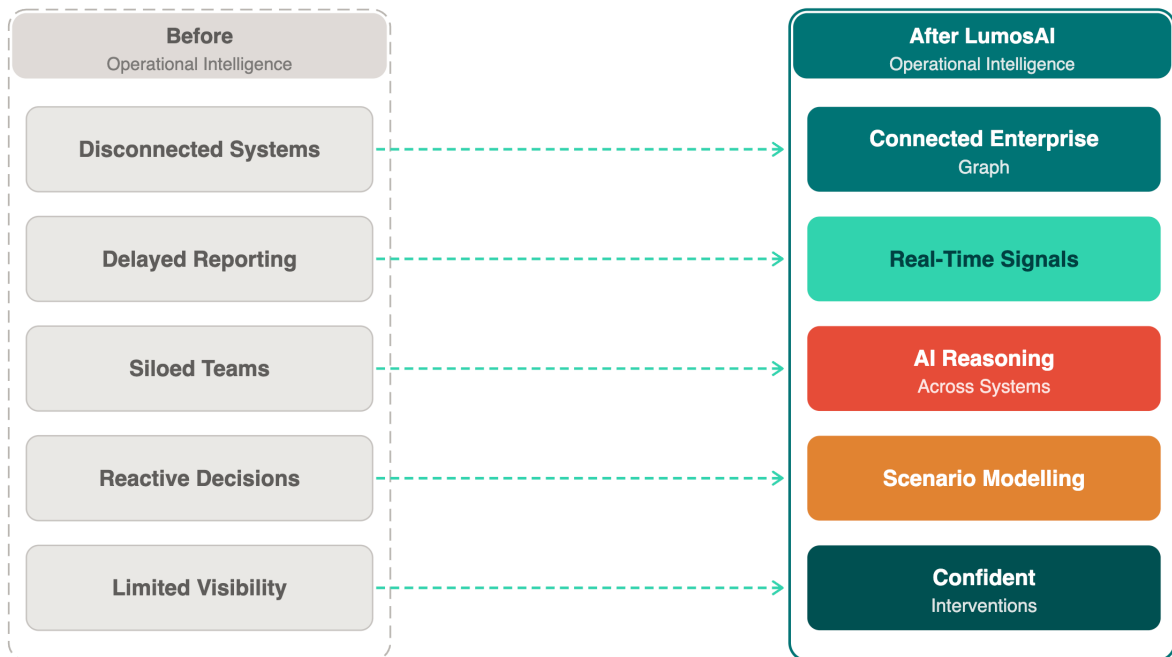 Before
Operational Intelligence
Disconnected Systems
Delayed Reporting
Siloed Teams
Reactive Decisions
Limited Visibility
After LumosAI
Operational Intelligence
Connected Enterprise
Graph
Real-Time Signals
AI Reasoning
Across Systems
Scenario Modelling
Confident
Interventions